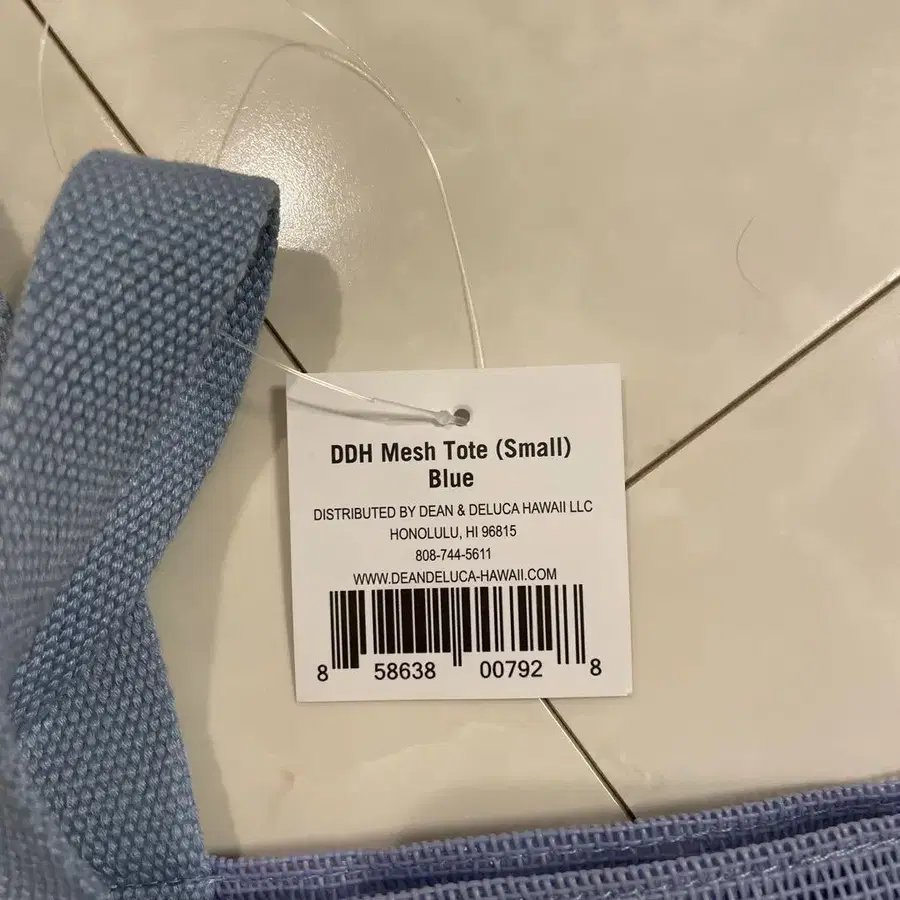 DDH Mesh Tote (Small)
Blue
DISTRIBUTED BY DEAN & DELUCA HAWAII LLC
HONOLULU, HI 96815
808-744-5611
WWW.DEANDELUCA-HAWAII.COM
8 58638 00792 8